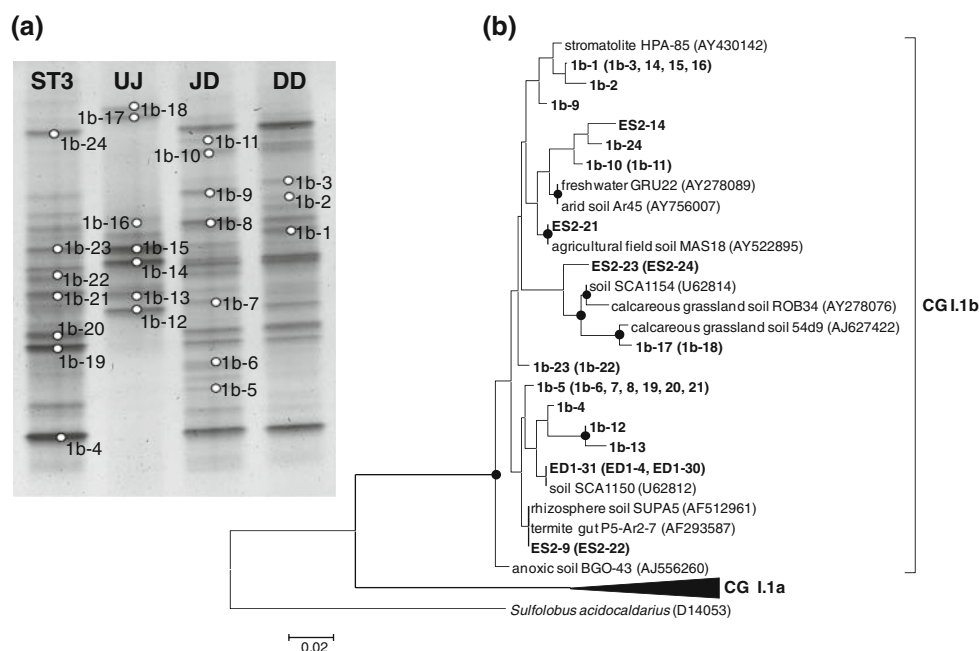 (a)
ST3 UJ JD DD
1b-18
1b-17
1b-24
1b-11
1b-10
1b-3
1b-9
1b-2
1b-16
1b-8
1b-1
1b-23
1b-15
1b-14
1b-22
1b-21
1b-13
1b-7
1b-12
1b-20
1b-19
1b-6
1b-5
1b-4
(b)
stromatolite HPA-85 (AY430142)
1b-1 (1b-3, 14, 15, 16)
1b-2
1b-9
ES2-14
1b-24
1b-10 (1b-11)
freshwater GRU22 (AY278089)
arid soil Ar45 (AY756007)
ES2-21
agricultural field soil MAS18 (AY522895)
ES2-23 (ES2-24)
soil SCA1154 (U62814)
calcareous grassland soil ROB34 (AY278076)
calcareous grassland soil 54d9 (AJ627422)
1b-17 (1b-18)
1b-23 (1b-22)
1b-5 (1b-6, 7, 8, 19, 20, 21)
1b-4
1b-12
1b-13
ED1-31 (ED1-4, ED1-30)
soil SCA1150 (U62812)
rhizosphere soil SUPA5 (AF512961)
termite gut P5-Ar2-7 (AF293587)
ES2-9 (ES2-22)
anoxic soil BGO-43 (AJ556260)
CG I.1b
CG I.1a
Sulfolobus acidocaldarius (D14053)
0.02